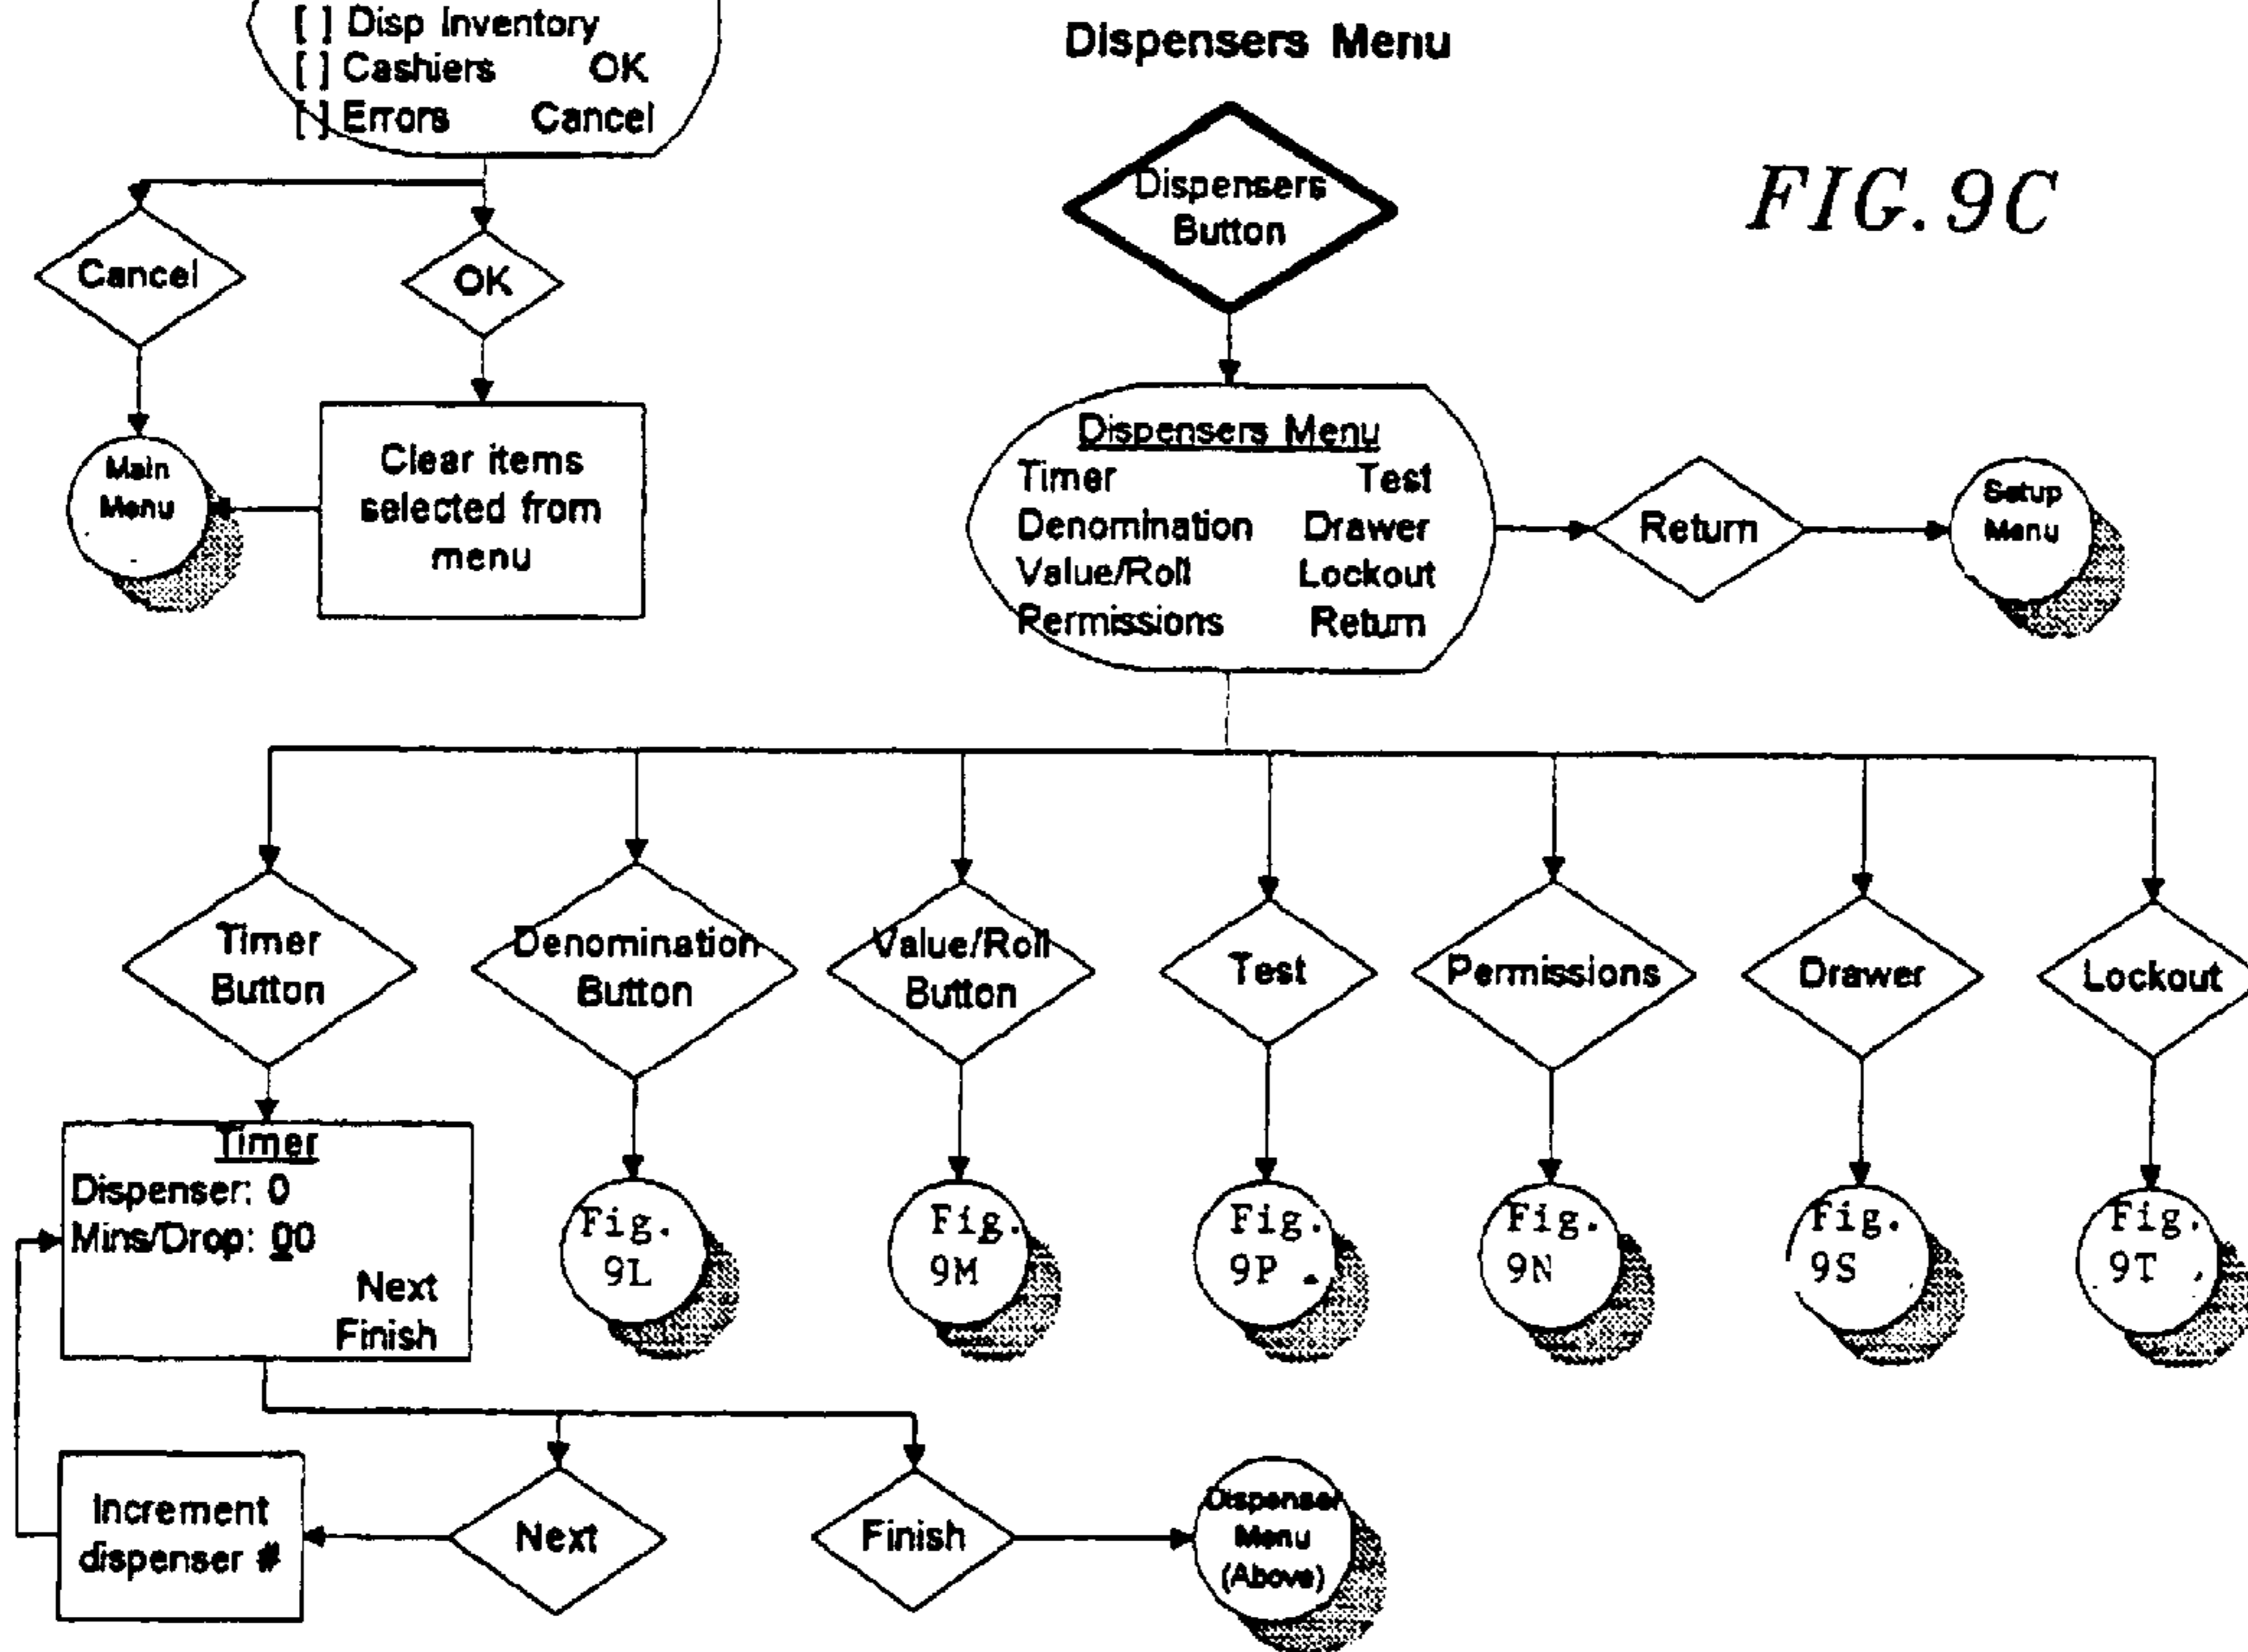 [ ] Disp Inventory
[ ] Cashiers OK
[ ] Errors Cancel
Cancel
OK
Main
Menu
Clear items
selected from
menu
Dispensers Menu
FIG. 9C
Dispensers
Button
Dispensers Menu
Timer Test
Denomination Drawer
Value/Roll Lockout
Permissions Return
Return
Setup
Menu
Timer
Button
Denomination
Button
Value/Roll
Button
Test
Permissions
Drawer
Lockout
Timer
Dispenser: 0
Mins/Drop: 00
Next
Finish
Fig.
9L
Fig.
9M
Fig.
9P
Fig.
9N
Fig.
9S
Fig.
9T
Increment
dispenser #
Next
Finish
Dispenser
Menu
(Above)